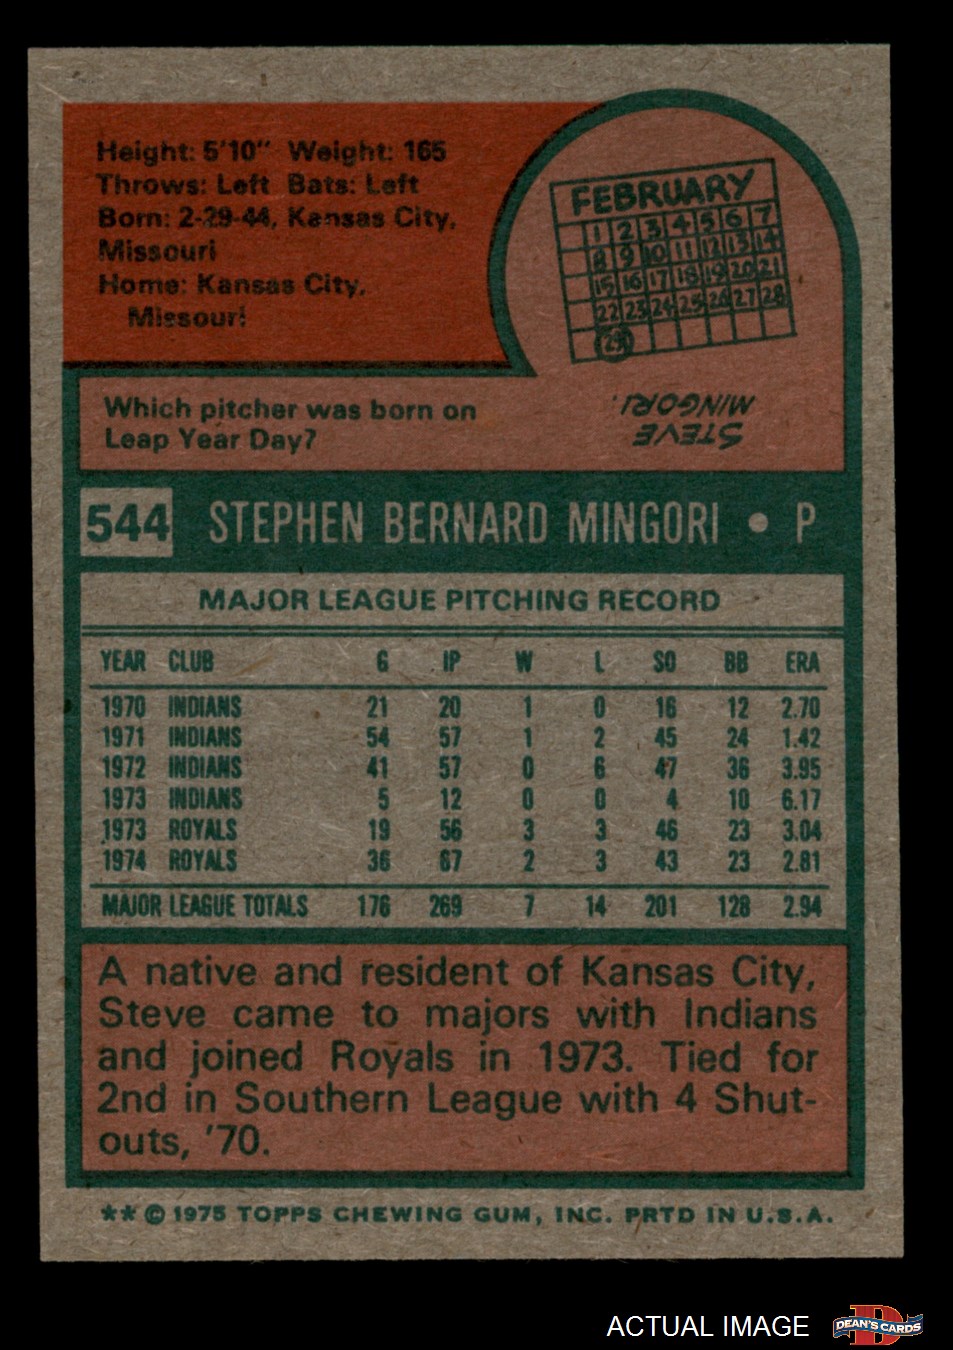 Height: 5'10" Weight: 165
Throws: Left Bats: Left
Born: 2-29-44, Kansas City,
Missouri
Home: Kansas City,
Missouri
FEBRUARY
1 2 3 4 5 6 7
8 9 10 11 12 13 14
15 16 17 18 19 20 21
22 23 24 25 26 27 28
29
Which pitcher was born on
Leap Year Day?
STEVE
MINGORI.
544 STEPHEN BERNARD MINGORI • P
MAJOR LEAGUE PITCHING RECORD
YEAR CLUB G IP W L SO BB ERA
1970 INDIANS 21 20 1 0 16 12 2.70
1971 INDIANS 54 57 1 2 45 24 1.42
1972 INDIANS 41 57 0 6 47 36 3.95
1973 INDIANS 5 12 0 0 4 10 6.17
1973 ROYALS 19 56 3 3 46 23 3.04
1974 ROYALS 36 67 2 3 43 23 2.81
MAJOR LEAGUE TOTALS 176 269 7 14 201 128 2.94
A native and resident of Kansas City,
Steve came to majors with Indians
and joined Royals in 1973. Tied for
2nd in Southern League with 4 Shut-
outs, '70.
** © 1975 TOPPS CHEWING GUM, INC. PRTD IN U.S.A.
ACTUAL IMAGE
D
DEAN'S CARDS